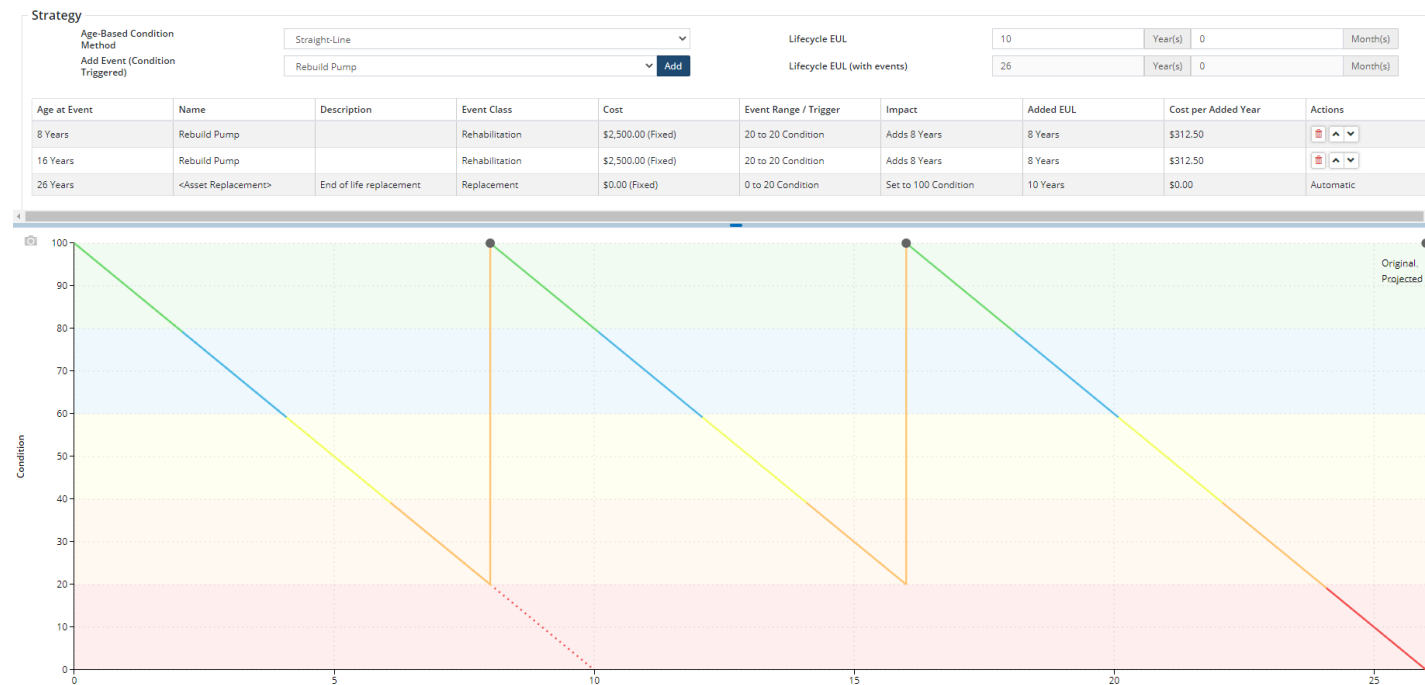 Strategy
Age-Based Condition Method
Straight-Line
Lifecycle EUL
10 Year(s) 0 Month(s)
Add Event (Condition Triggered)
Rebuild Pump
Add
Lifecycle EUL (with events)
26 Year(s) 0 Month(s)
Age at Event Name Description Event Class Cost Event Range / Trigger Impact Added EUL Cost per Added Year Actions
8 Years Rebuild Pump Rehabilitation $2,500.00 (Fixed) 20 to 20 Condition Adds 8 Years 8 Years $312.50
16 Years Rebuild Pump Rehabilitation $2,500.00 (Fixed) 20 to 20 Condition Adds 8 Years 8 Years $312.50
26 Years <Asset Replacement> End of life replacement Replacement $0.00 (Fixed) 0 to 20 Condition Set to 100 Condition 10 Years $0.00 Automatic
100
Original.
Projected
90
80
70
60
50
Condition
40
30
20
10
0
0 5 10 15 20 25